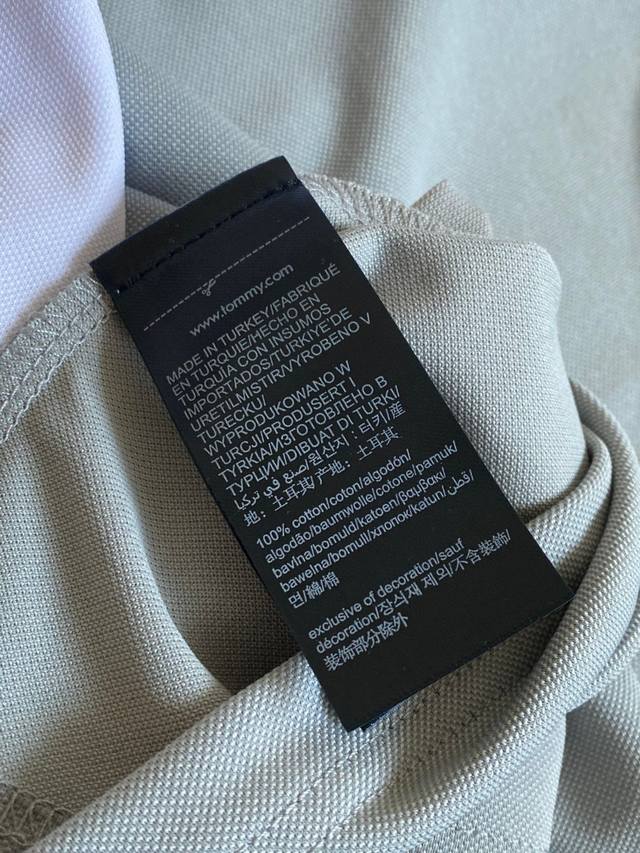 www.tommy.com
MADE IN TURKEY/FABRIQUÉ
EN TURQUIE/HECHO EN
TURQUÍA CON INSUMOS
IMPORTADOS/TURKIYE'DE
URETILMISTIR/VYROBENO V
TURECKU/
WYPRODUKOWANO W
TURCJI/PRODUSERT I
TYRKIA/ИЗГОТОВЛЕНО В
ТУРЦИИ/DIBUAT DI TURKI/
صنع في تركيا/원산지 : 터키/産
地: 土耳其/产地: 土耳其
100% cotton/coton/algodón/
algodão/baumwolle/cotone/pamuk/
bavlna/bomuld/katoen/βαμβακι/
bawełna/bomull/хлопок/katun/قطن/
면/綿/棉
exclusive of decoration/sauf
décoration/장식재 제외/不含装飾/
装饰部分除外